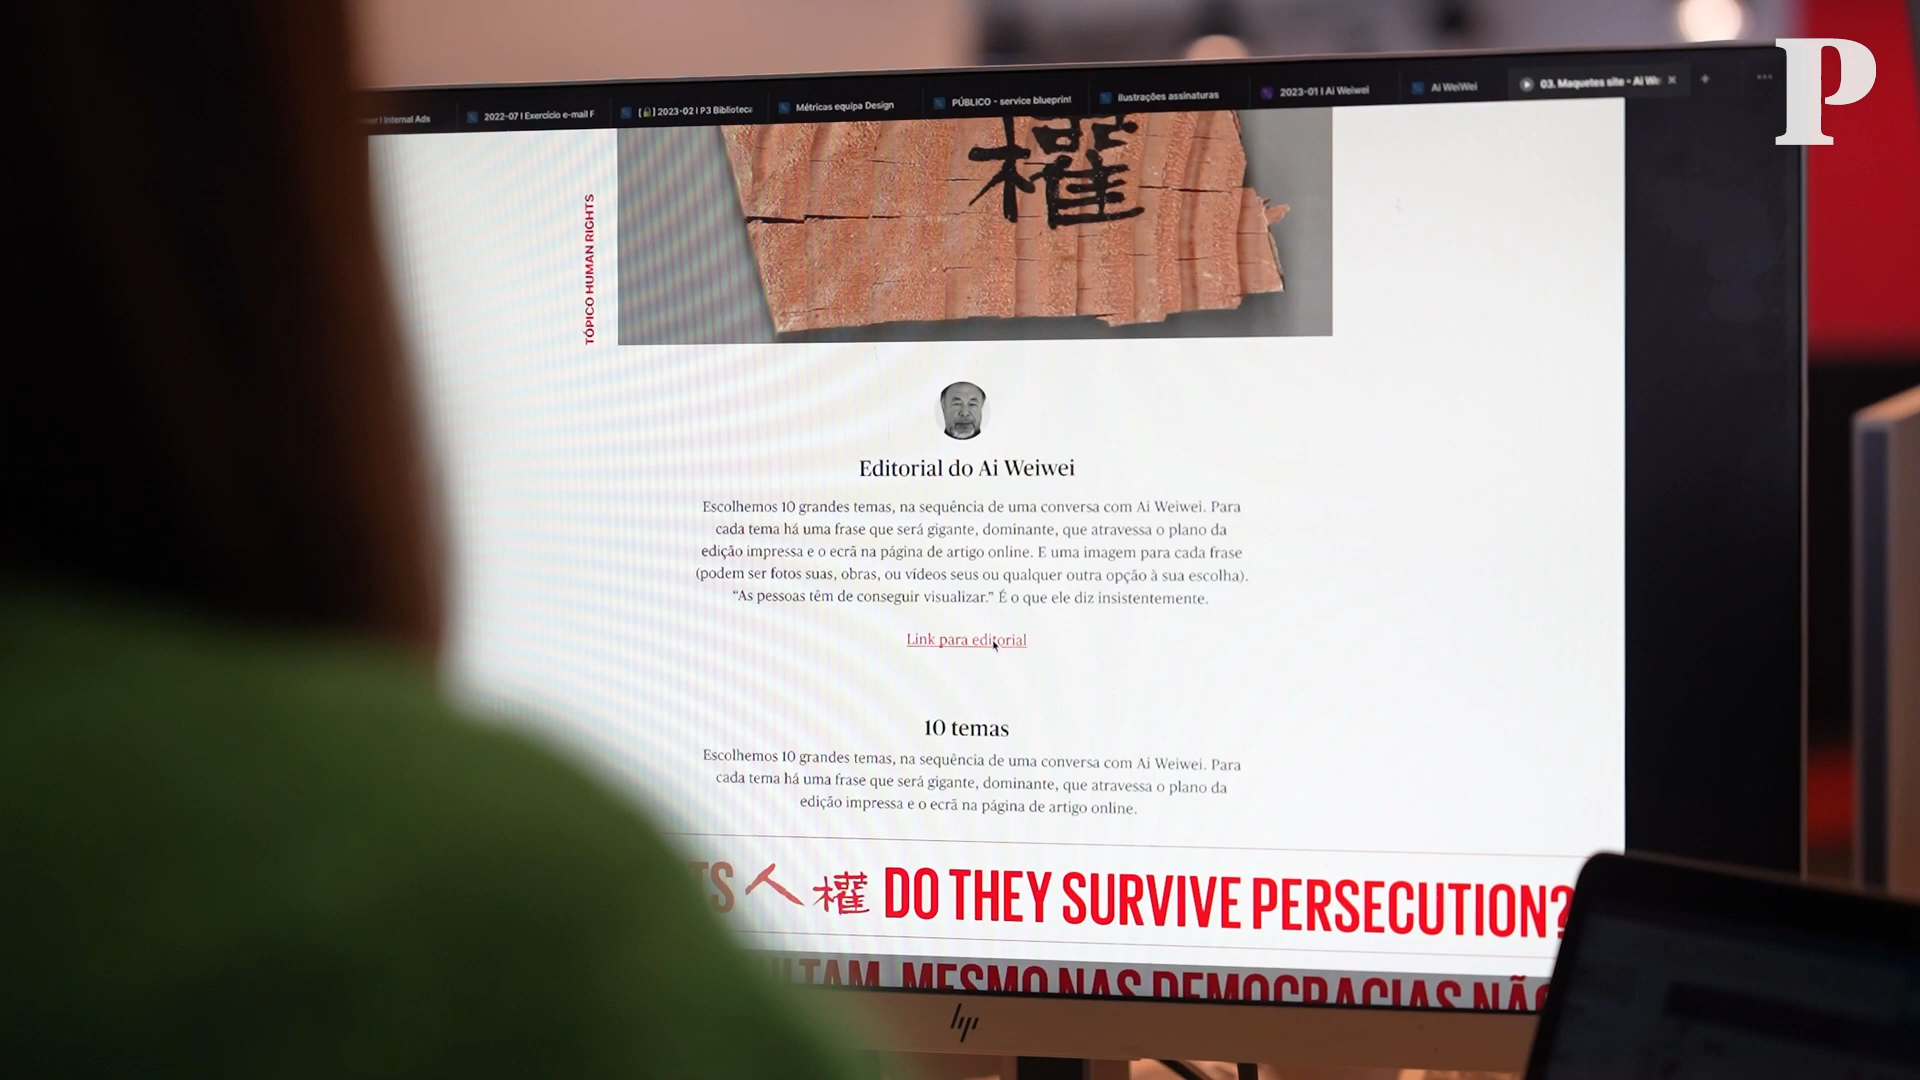 P
Internal Ads
2022-07 | Exercício e-mail F
2023-02 | P3 Biblioteca
Métricas equipa Design
PÚBLICO - service blueprint
ilustrações assinaturas
2023-01 | Ai Weiwei
Ai WeiWei
03. Maquetes site - Ai We
權
TÓPICO HUMAN RIGHTS
Editorial do Ai Weiwei
Escolhemos 10 grandes temas, na sequência de uma conversa com Ai Weiwei. Para
cada tema há uma frase que será gigante, dominante, que atravessa o plano da
edição impressa e o ecrã na página de artigo online. E uma imagem para cada frase
(podem ser fotos suas, obras, ou vídeos seus ou qualquer outra opção à sua escolha).
“As pessoas têm de conseguir visualizar.” É o que ele diz insistentemente.
Link para editorial
10 temas
Escolhemos 10 grandes temas, na sequência de uma conversa com Ai Weiwei. Para
cada tema há uma frase que será gigante, dominante, que atravessa o plano da
edição impressa e o ecrã na página de artigo online.
TS 人權 DO THEY SURVIVE PERSECUTION?
LTAM, MESMO NAS DEMOCRACIAS NÃO
hp